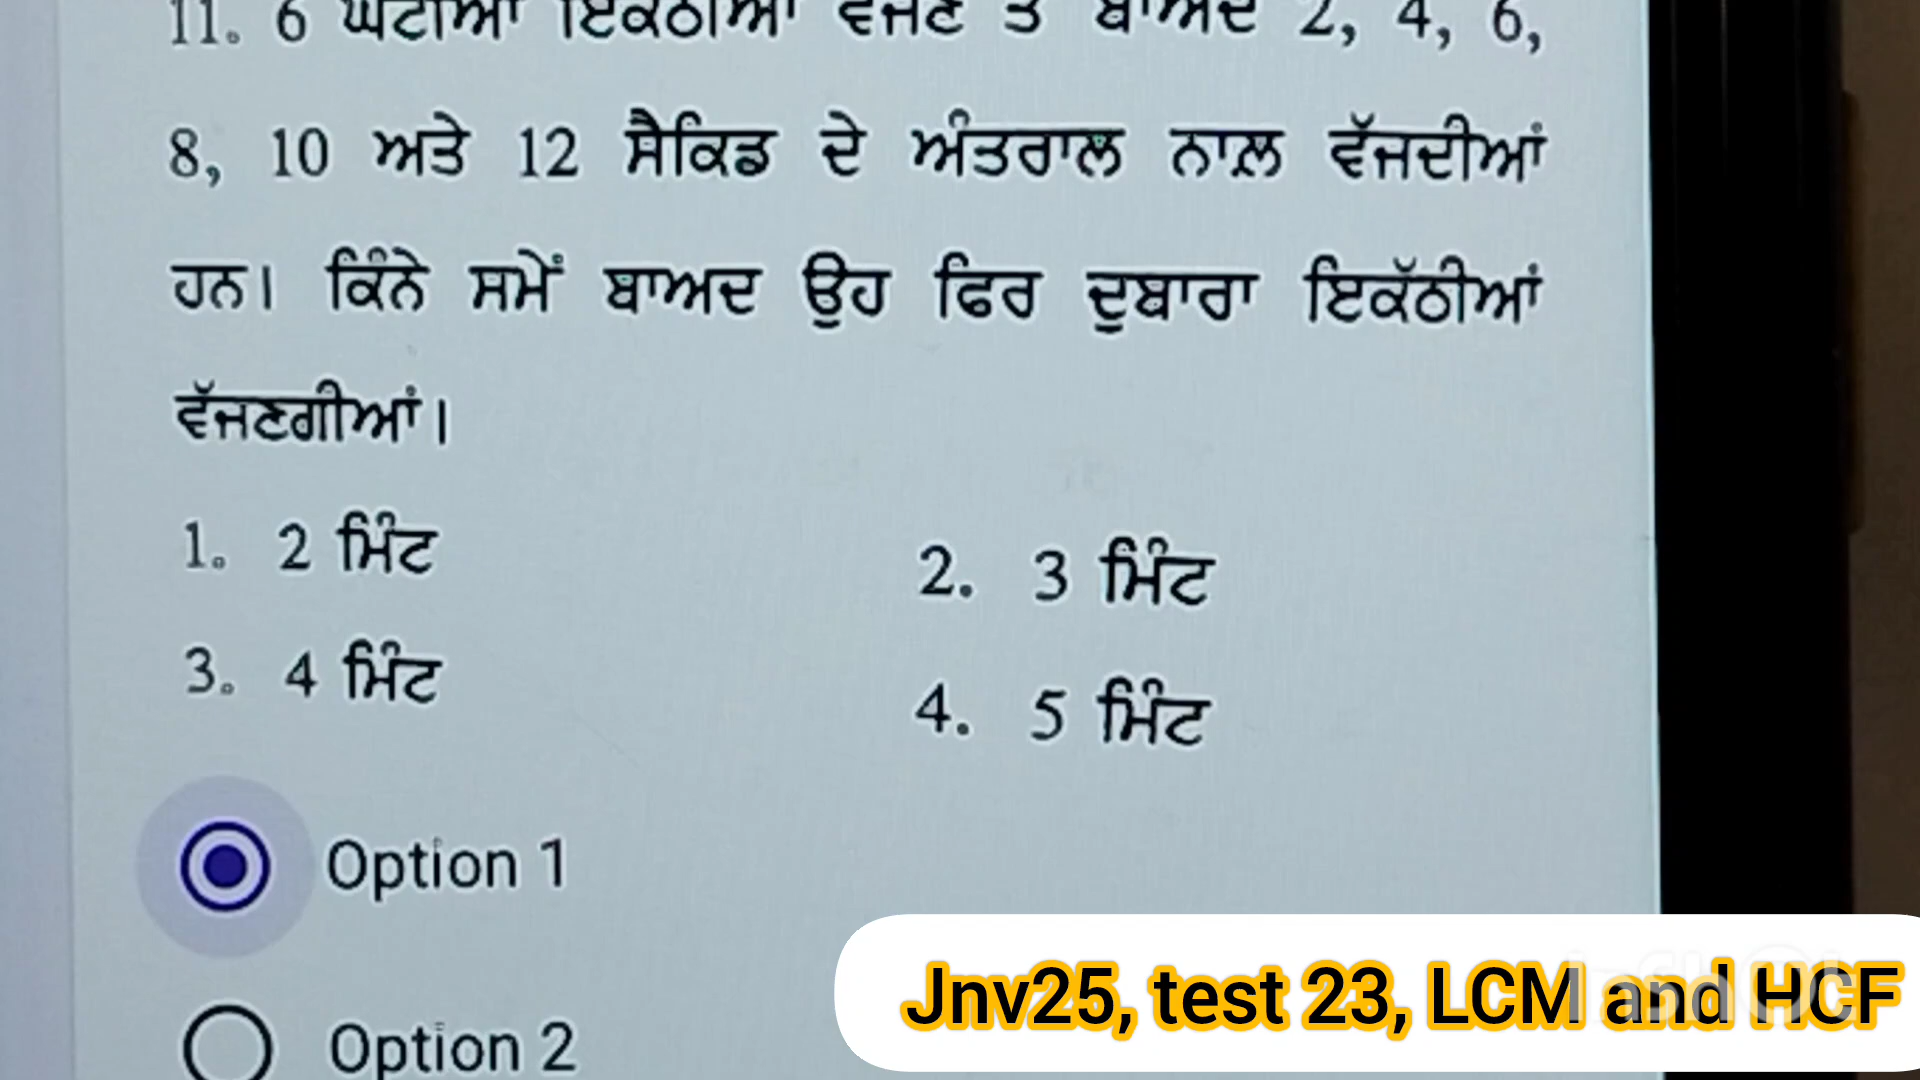 11. 6 ਘੰਟੀਆਂ ਇਕੱਠੀਆਂ ਵੱਜਣ ਤੋਂ ਬਾਅਦ 2, 4, 6,
8, 10 ਅਤੇ 12 ਸੈਕਿਡ ਦੇ ਅੰਤਰਾਲ ਨਾਲ਼ ਵੱਜਦੀਆਂ
ਹਨ। ਕਿੰਨੇ ਸਮੇਂ ਬਾਅਦ ਉਹ ਫਿਰ ਦੁਬਾਰਾ ਇਕੱਠੀਆਂ
ਵੱਜਣਗੀਆਂ।
1. 2 ਮਿੰਟ
2. 3 ਮਿੰਟ
3. 4 ਮਿੰਟ
4. 5 ਮਿੰਟ
Option 1
Option 2
Jnv25, test 23, LCM and HCF